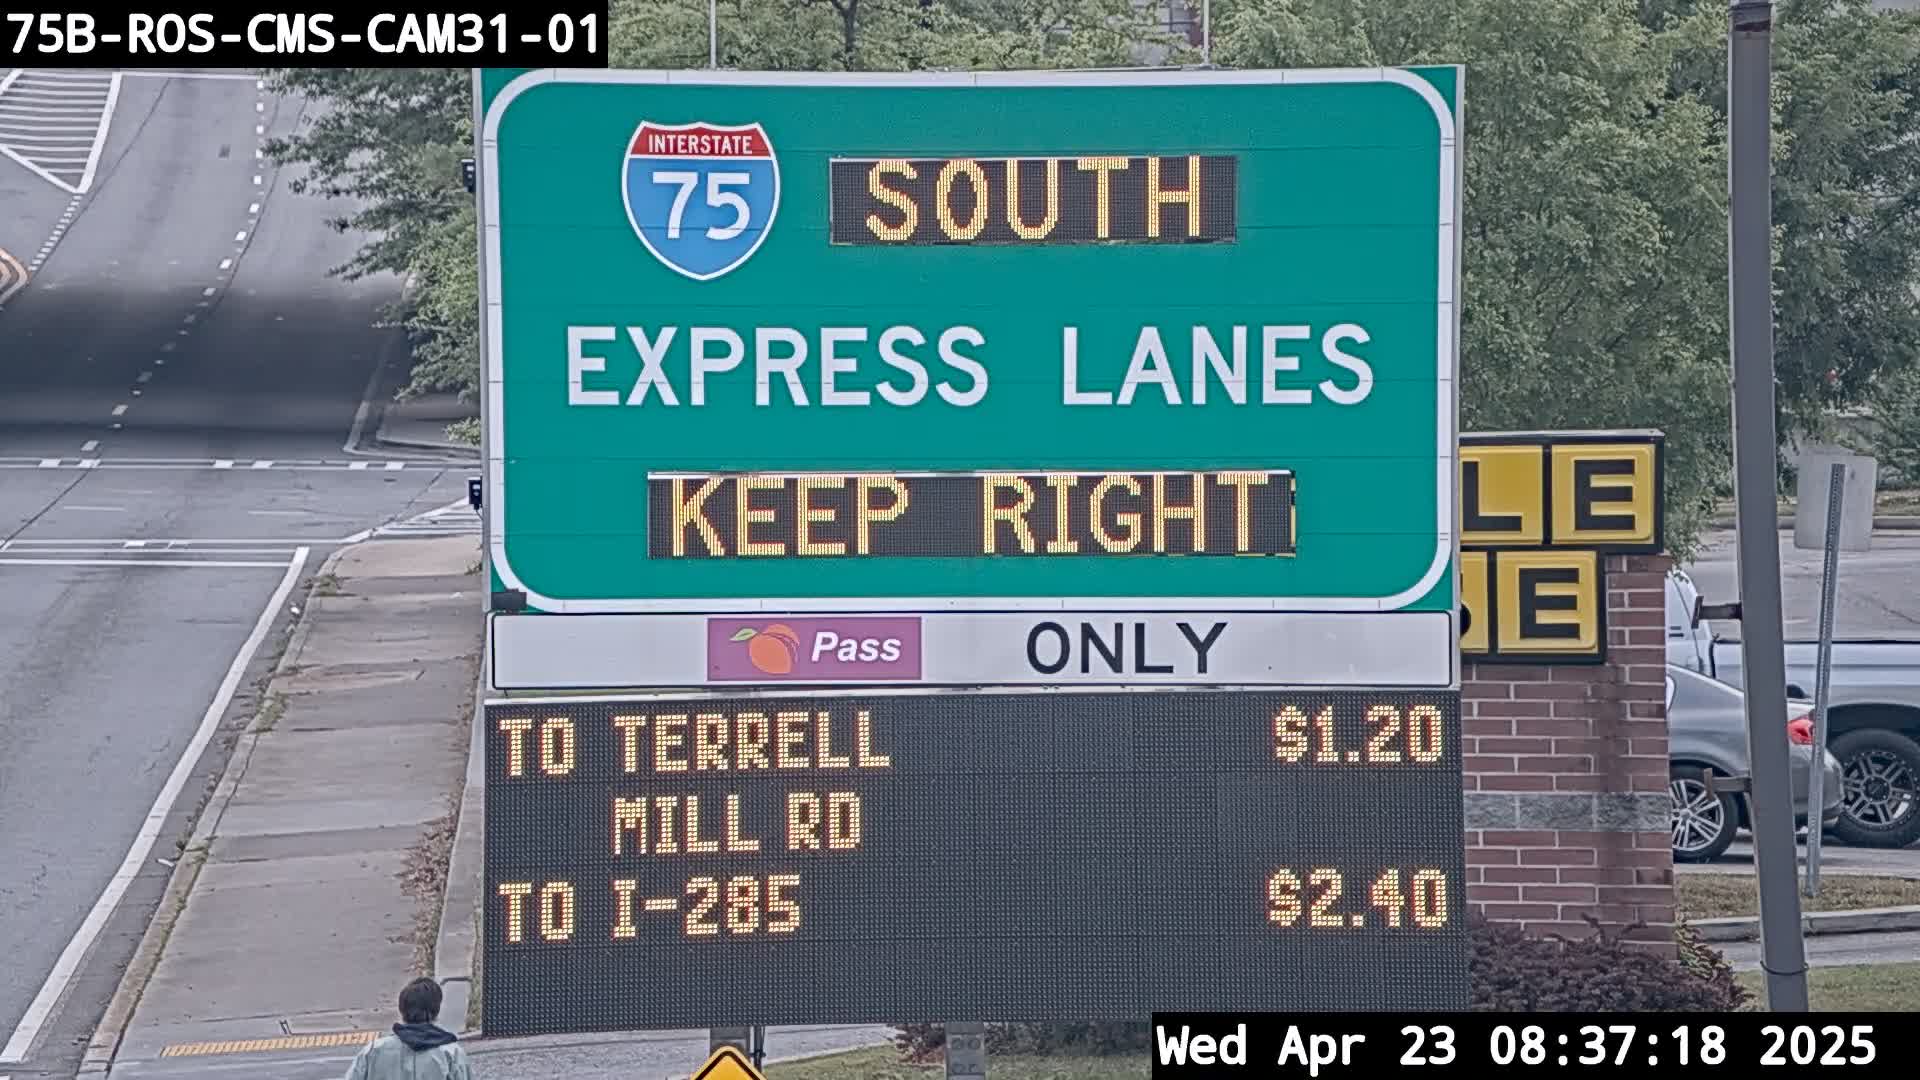 75B-ROS-CMS-CAM31-01
INTERSTATE
75
SOUTH
EXPRESS LANES
KEEP RIGHT
LE
E
Pass ONLY
TO TERRELL $1.20
MILL RD
TO I-285 $2.40
Wed Apr 23 08:37:18 2025